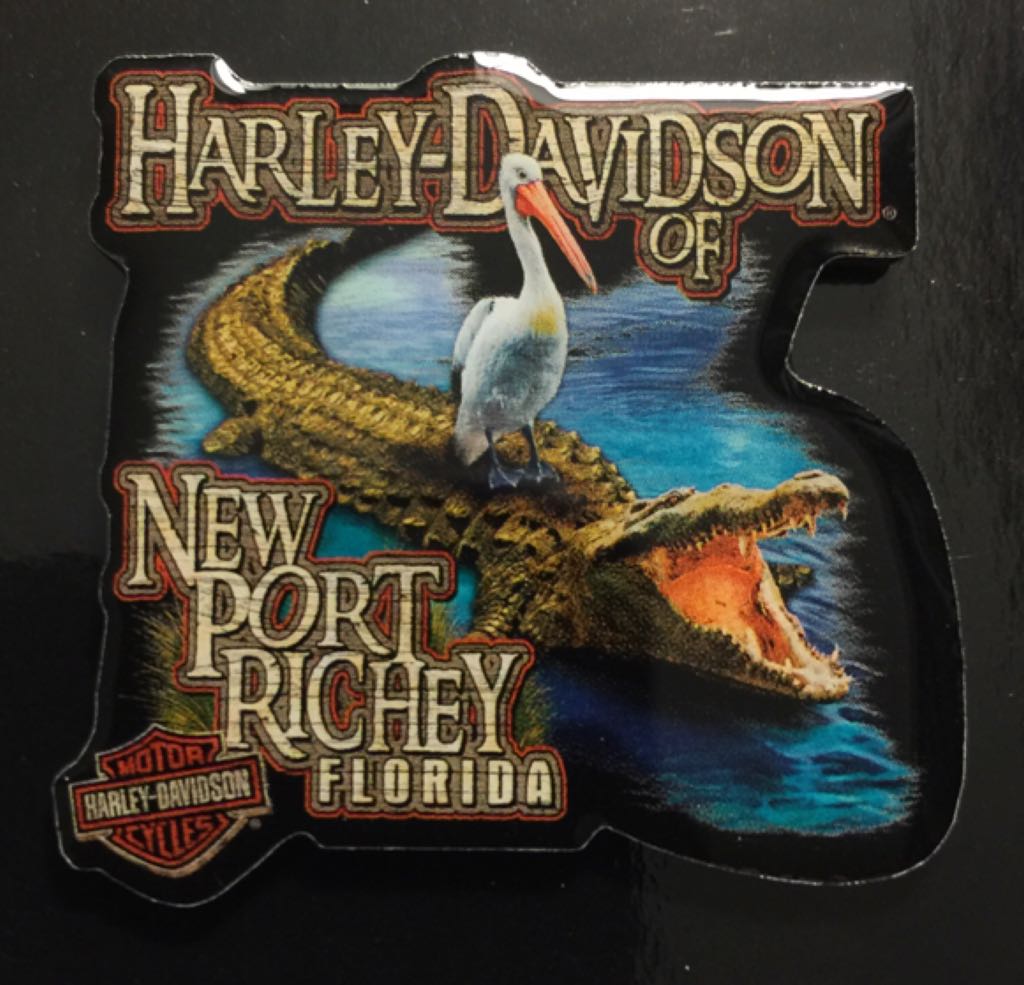 HARLEY-DAVIDSON
OF
®
NEW
PORT
RICHEY
FLORIDA
MOTOR
HARLEY-DAVIDSON
CYCLES